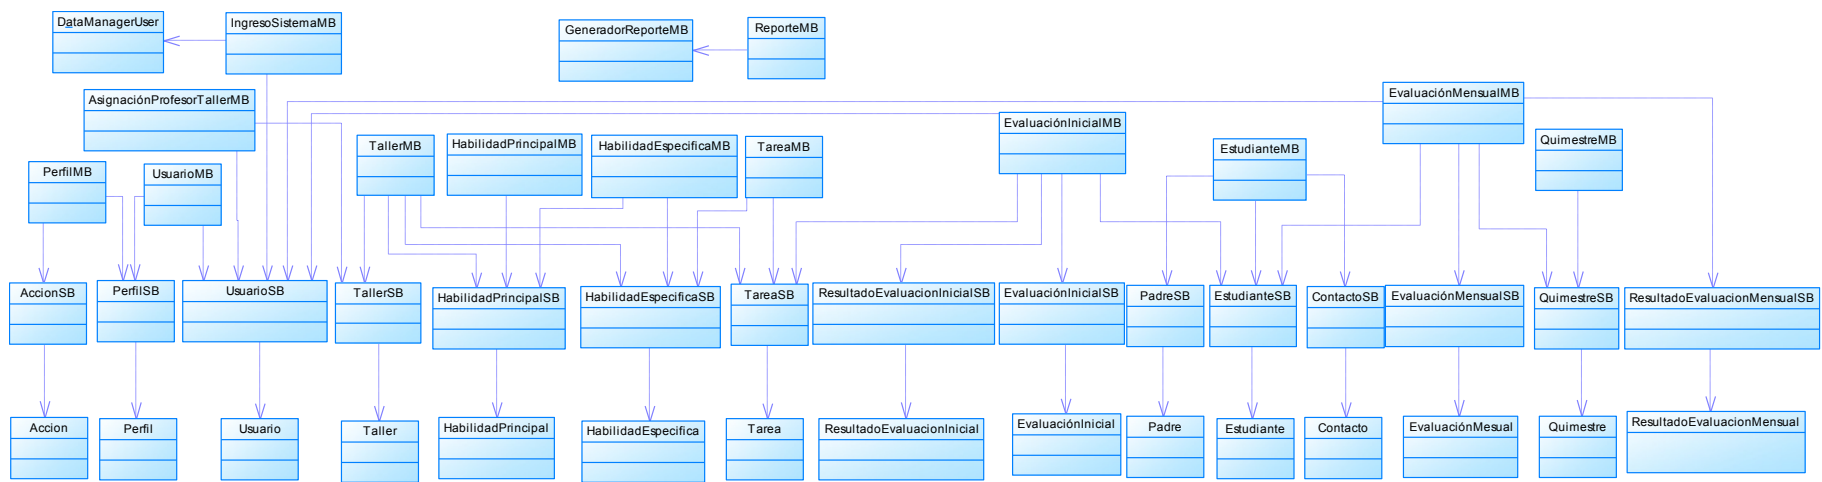 DataManagerUser
IngresoSistemaMB
GeneradorReporteMB
ReporteMB
AsignaciónProfesorTallerMB
EvaluaciónMensualMB
EvaluaciónInicialMB
TallerMB
HabilidadPrincipalMB
HabilidadEspecificaMB
TareaMB
EstudianteMB
QuimestreMB
PerfilMB
UsuarioMB
AccionSB
PerfilSB
UsuarioSB
TallerSB
HabilidadPrincipalSB
HabilidadEspecificaSB
TareaSB
ResultadoEvaluacionInicialSB
EvaluaciónInicialSB
PadreSB
EstudianteSB
ContactoSB
EvaluaciónMensualSB
QuimestreSB
ResultadoEvaluacionMensualSB
Accion
Perfil
Usuario
Taller
HabilidadPrincipal
HabilidadEspecifica
Tarea
ResultadoEvaluacionInicial
EvaluaciónInicial
Padre
Estudiante
Contacto
EvaluaciónMesual
Quimestre
ResultadoEvaluacionMensual